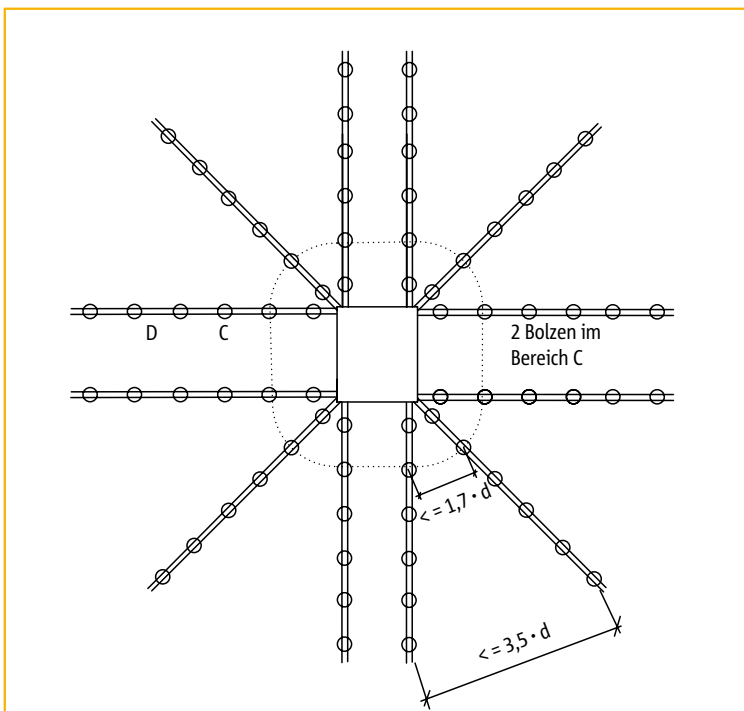 D
C
2 Bolzen im
Bereich C
<=1,7•d
<=3,5•d